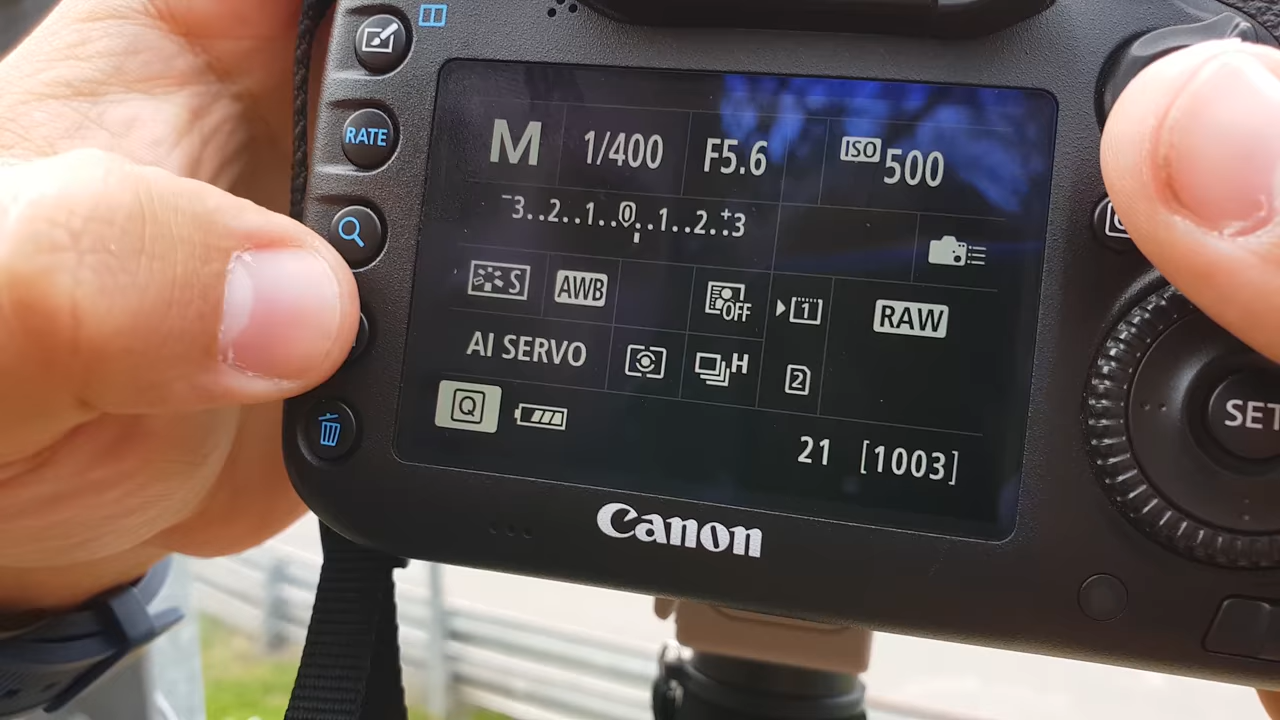 RATE
M 1/400 F5.6 ISO 500
-3..2..1..0..1..2..+3
S AWB OFF 1 RAW
AI SERVO H 2
Q
21 [1003]
SET
Canon